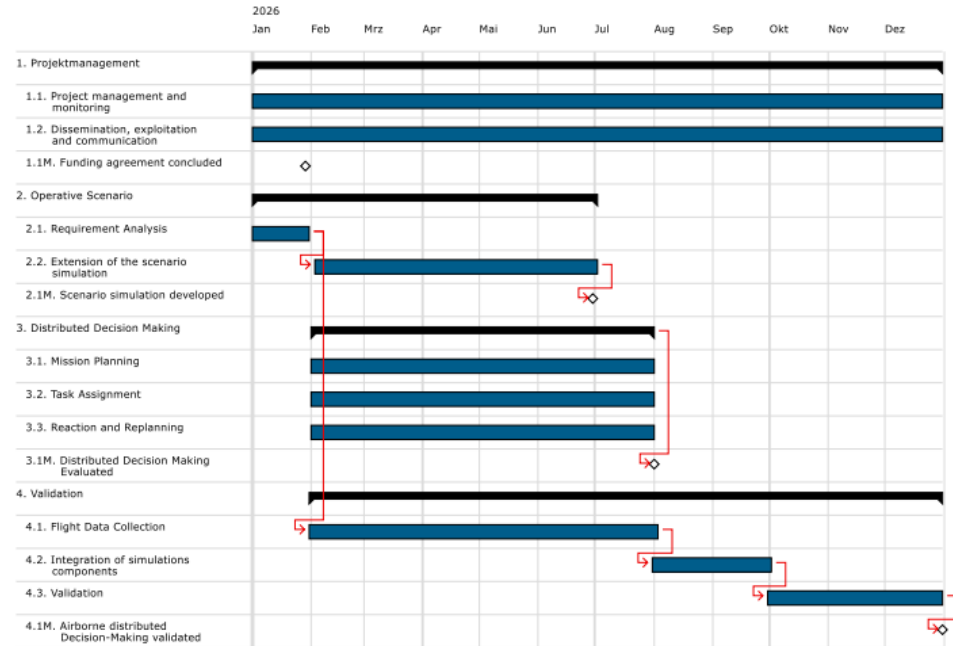 2026
Jan Feb Mrz Apr Mai Jun Jul Aug Sep Okt Nov Dez
1. Projektmanagement
1.1. Project management and
monitoring
1.2. Dissemination, exploitation
and communication
1.1M. Funding agreement concluded
2. Operative Scenario
2.1. Requirement Analysis
2.2. Extension of the scenario
simulation
2.1M. Scenario simulation developed
3. Distributed Decision Making
3.1. Mission Planning
3.2. Task Assignment
3.3. Reaction and Replanning
3.1M. Distributed Decision Making
Evaluated
4. Validation
4.1. Flight Data Collection
4.2. Integration of simulations
components
4.3. Validation
4.1M. Airborne distributed
Decision-Making validated